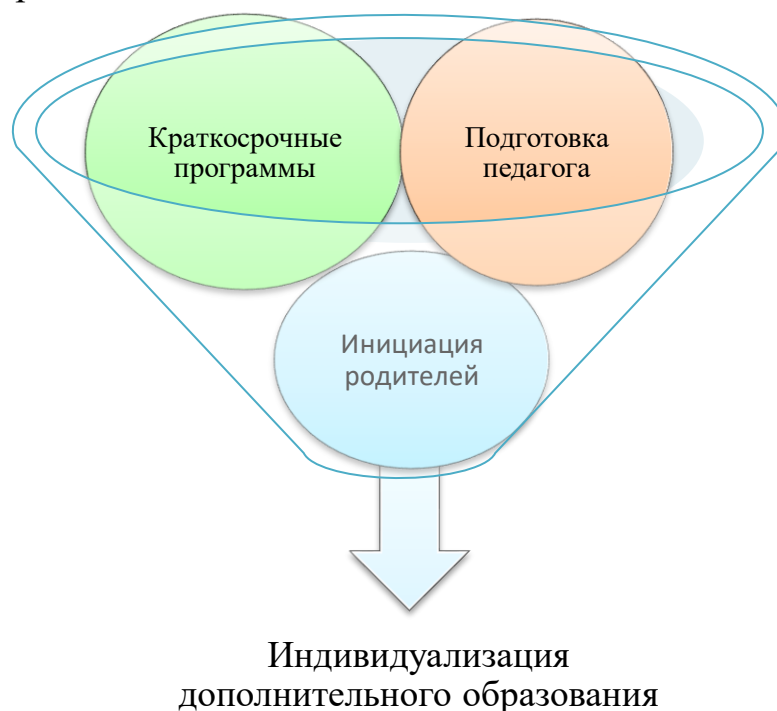 Краткосрочные
программы
Подготовка
педагога
Инициация
родителей
Индивидуализация
дополнительного образования